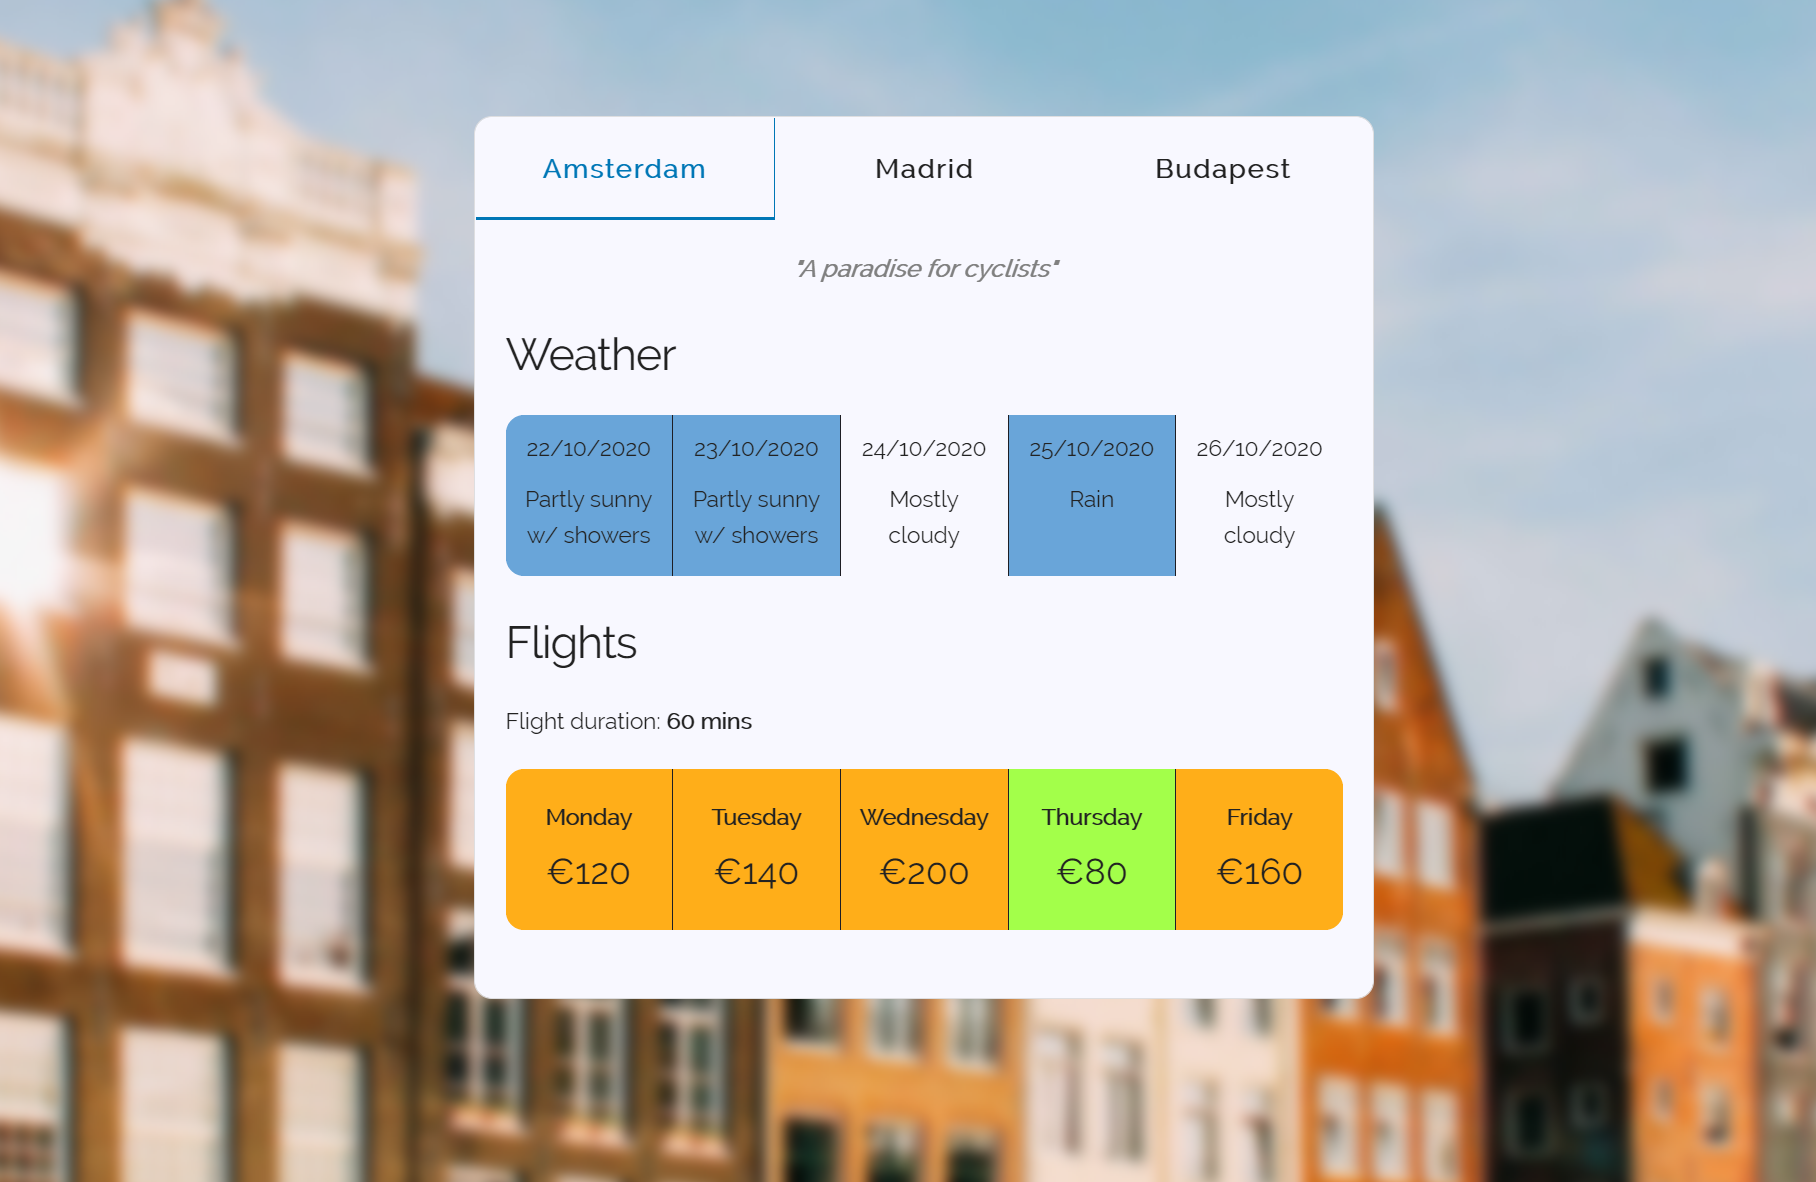 Amsterdam Madrid Budapest
"A paradise for cyclists"
Weather
22/10/2020 23/10/2020 24/10/2020 25/10/2020 26/10/2020
Partly sunny Partly sunny Mostly Rain Mostly
w/ showers w/ showers cloudy cloudy
Flights
Flight duration: 60 mins
Monday Tuesday Wednesday Thursday Friday
€120 €140 €200 €80 €160